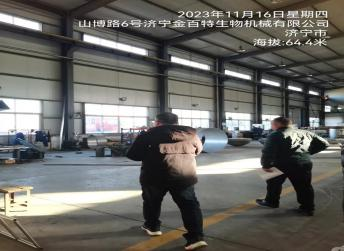 2023年11月16日星期四
山博路6号济宁金百特生物机械有限公司
济宁市
海拔:64.4米